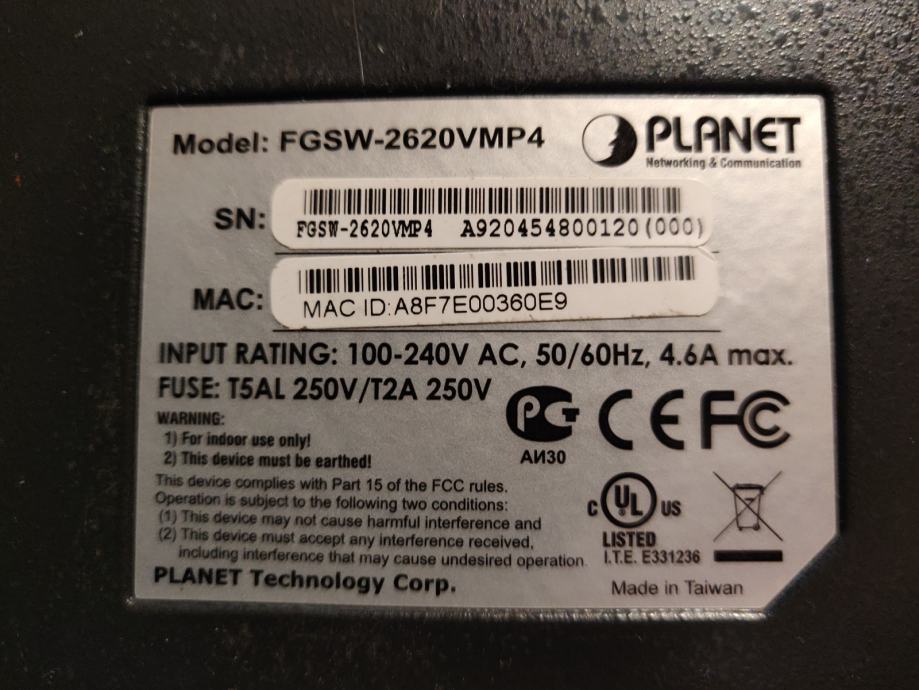 Model: FGSW-2620VMP4
PLANET
Networking & Communication
SN:
FGSW-2620VMP4 A920454800120(000)
MAC:
MAC ID:A8F7E00360E9
INPUT RATING: 100-240V AC, 50/60Hz, 4.6A max.
FUSE: T5AL 250V/T2A 250V
WARNING:
1) For indoor use only!
2) This device must be earthed!
PCT
АИ30
CE FC
This device complies with Part 15 of the FCC rules.
Operation is subject to the following two conditions:
(1) This device may not cause harmful interference and
(2) This device must accept any interference received,
including interference that may cause undesired operation.
C UL US
LISTED
I.T.E. E331236
PLANET Technology Corp.
Made in Taiwan